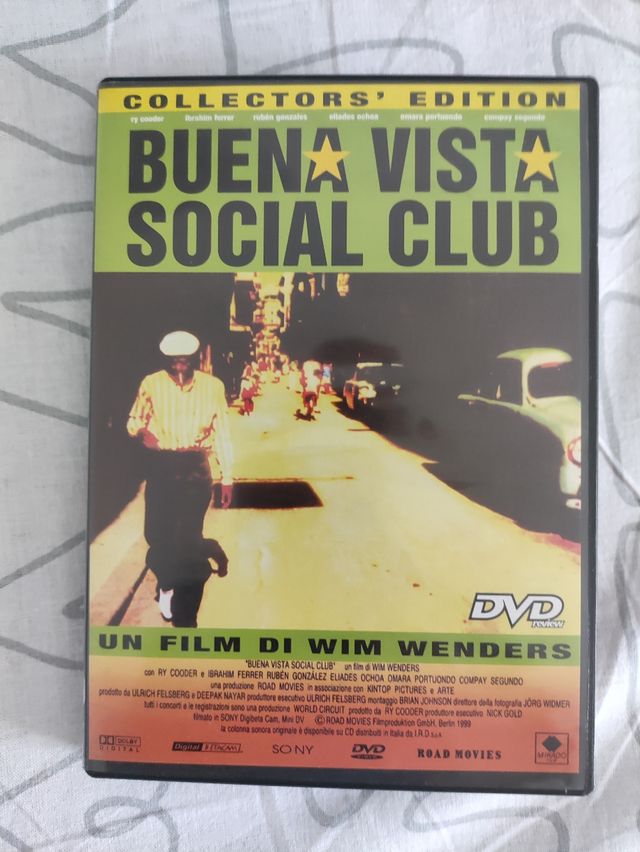 COLLECTORS' EDITION
ry cooder ibrahim ferrer rubén gonzales eliades ochoa omara portuondo compay segundo
BUENA VISTA
SOCIAL CLUB
DVD
review
UN FILM DI WIM WENDERS
"BUENA VISTA SOCIAL CLUB" un film di WIM WENDERS
con RY COODER e IBRAHIM FERRER RUBÉN GONZÁLEZ ELIADES OCHOA OMARA PORTUONDO COMPAY SEGUNDO
una produzione ROAD MOVIES in associazione con KINTOP PICTURES e ARTE
prodotto da ULRICH FELSBERG e DEEPAK NAYAR produttore esecutivo ULRICH FELSBERG montaggio BRIAN JOHNSON direttore della fotografia JÖRG WIDMER
tutti i concerti e le registrazioni sono una produzione WORLD CIRCUIT prodotto da RY COODER produttore esecutivo NICK GOLD
filmato in SONY Digibeta Cam, Mini DV © ROAD MOVIES Filmproduktion GmbH, Berlin 1999
la colonna sonora originale è disponibile su CD distribuiti in Italia da I.R.D. s.p.A.
DOLBY DIGITAL Digital BETACAM SONY DVD VIDEO ROAD MOVIES MIKADO